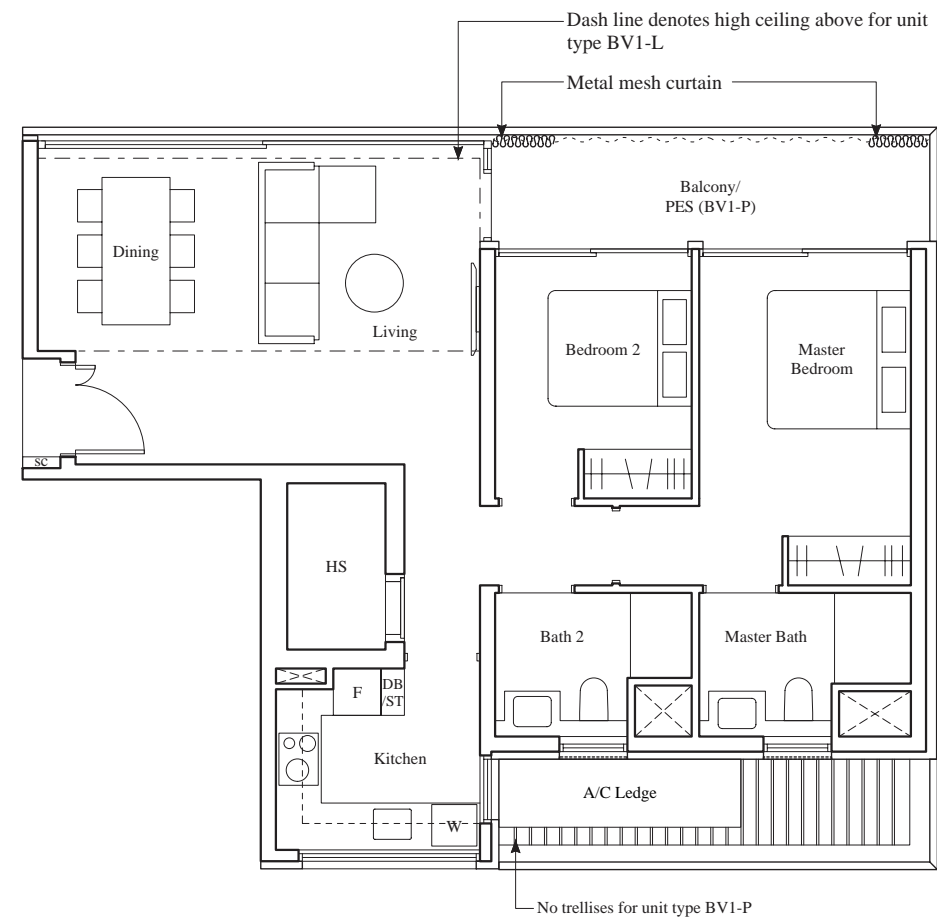 Dash line denotes high ceiling above for unit
type BV1-L
Metal mesh curtain
Balcony/
PES (BV1-P)
Dining
Living
Bedroom 2
Master
Bedroom
SC
HS
Bath 2
Master Bath
F
DB
/ST
Kitchen
A/C Ledge
W
No trellises for unit type BV1-P